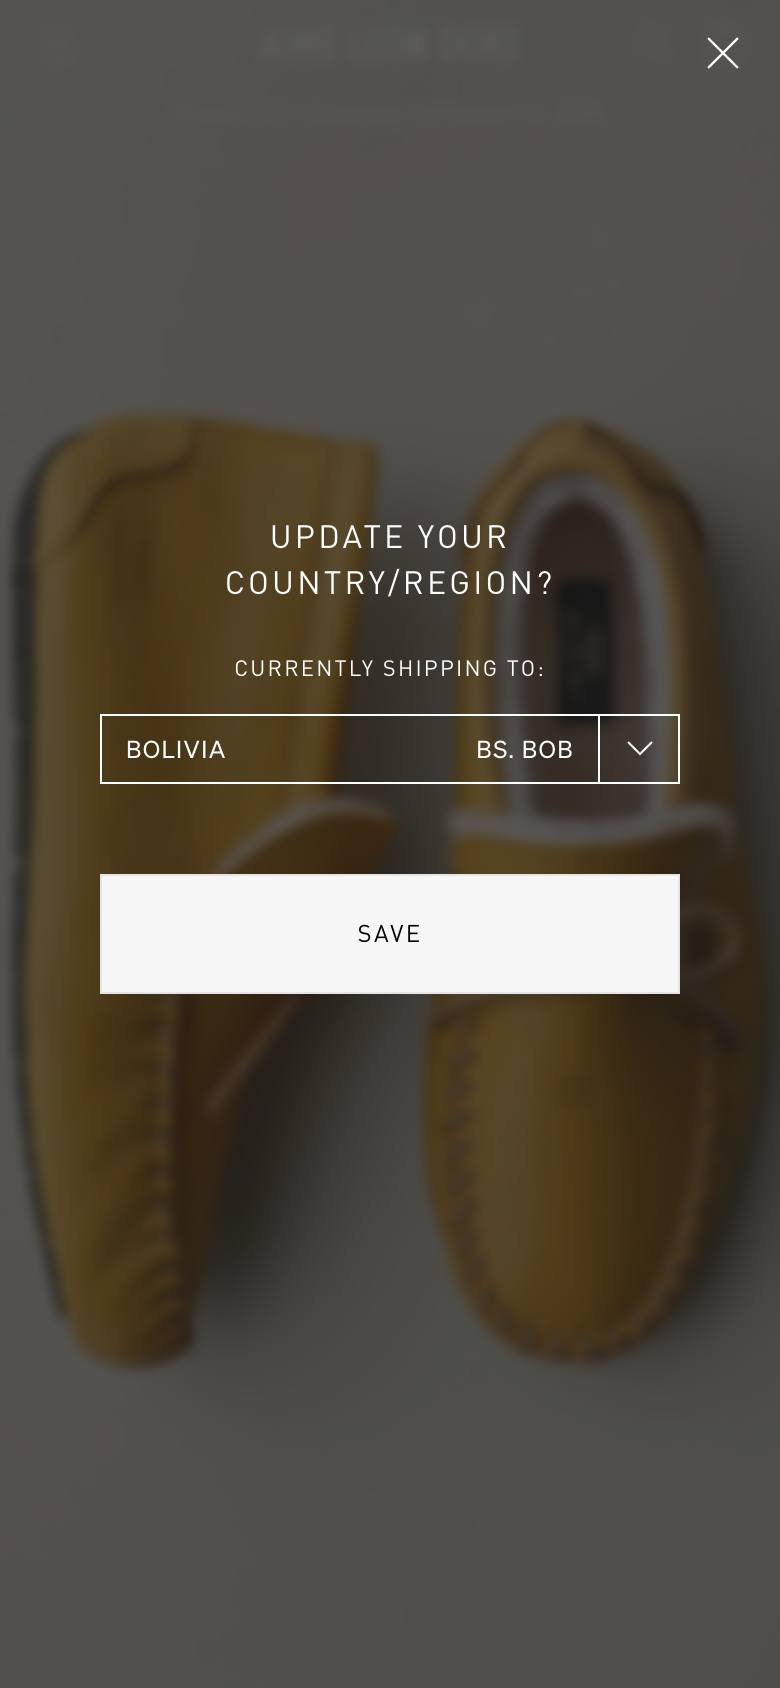 UPDATE YOUR
COUNTRY/REGION?
CURRENTLY SHIPPING TO:
BOLIVIA BS. BOB
SAVE